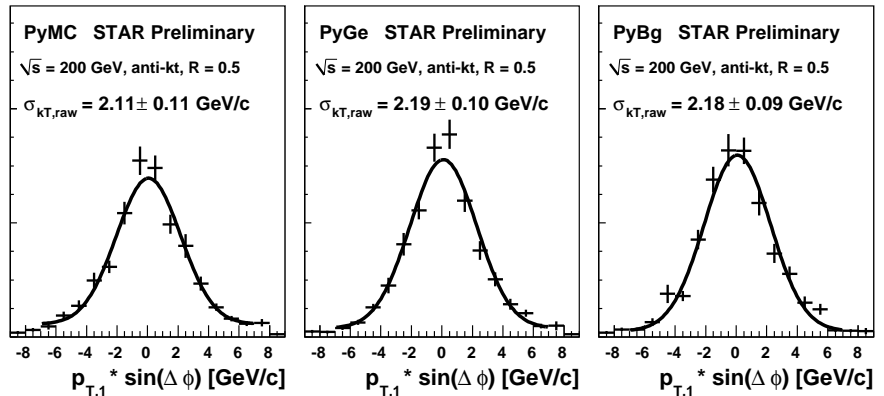 PyMC STAR Preliminary
√s = 200 GeV, anti-kt, R = 0.5
σkT,raw = 2.11± 0.11 GeV/c
-8 -6 -4 -2 0 2 4 6 8
pT,1* sin(Δ ϕ) [GeV/c]
PyGe STAR Preliminary
√s = 200 GeV, anti-kt, R = 0.5
σkT,raw = 2.19± 0.10 GeV/c
-8 -6 -4 -2 0 2 4 6 8
pT,1* sin(Δ ϕ) [GeV/c]
PyBg STAR Preliminary
√s = 200 GeV, anti-kt, R = 0.5
σkT,raw = 2.18 ± 0.09 GeV/c
-8 -6 -4 -2 0 2 4 6 8
pT,1* sin(Δ ϕ) [GeV/c]